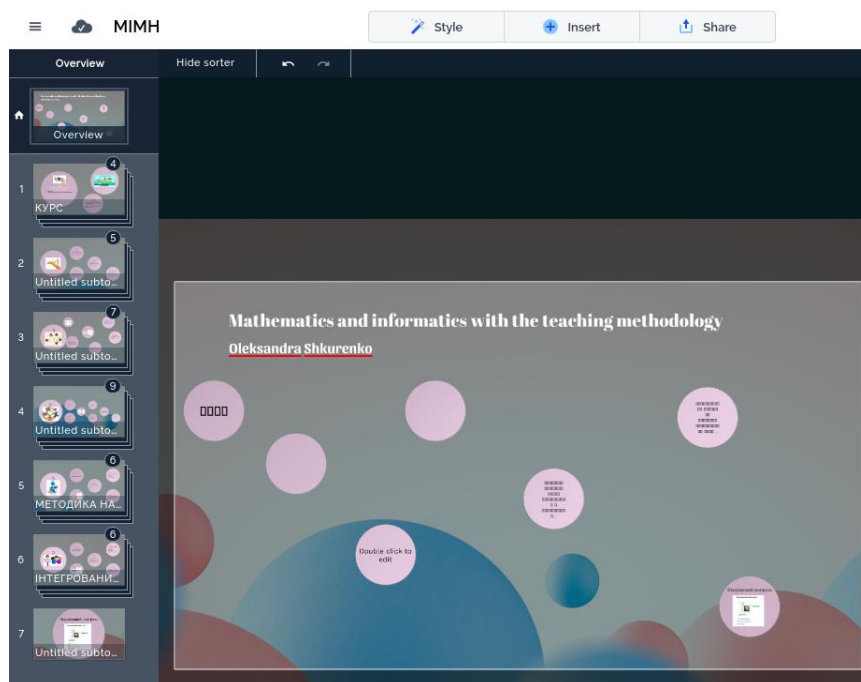 МІМН
Style
Insert
Share
Overview
Hide sorter
Overview
1
4
КУРС
2
5
Untitled subto...
3
7
Untitled subto...
4
9
Untitled subto...
5
6
МЕТОДИКА НА...
6
6
ІНТЕГРОВАНИ...
7
Untitled subto...
Mathematics and informatics with the teaching methodology
Oleksandra Shkurenko
Double click to
edit